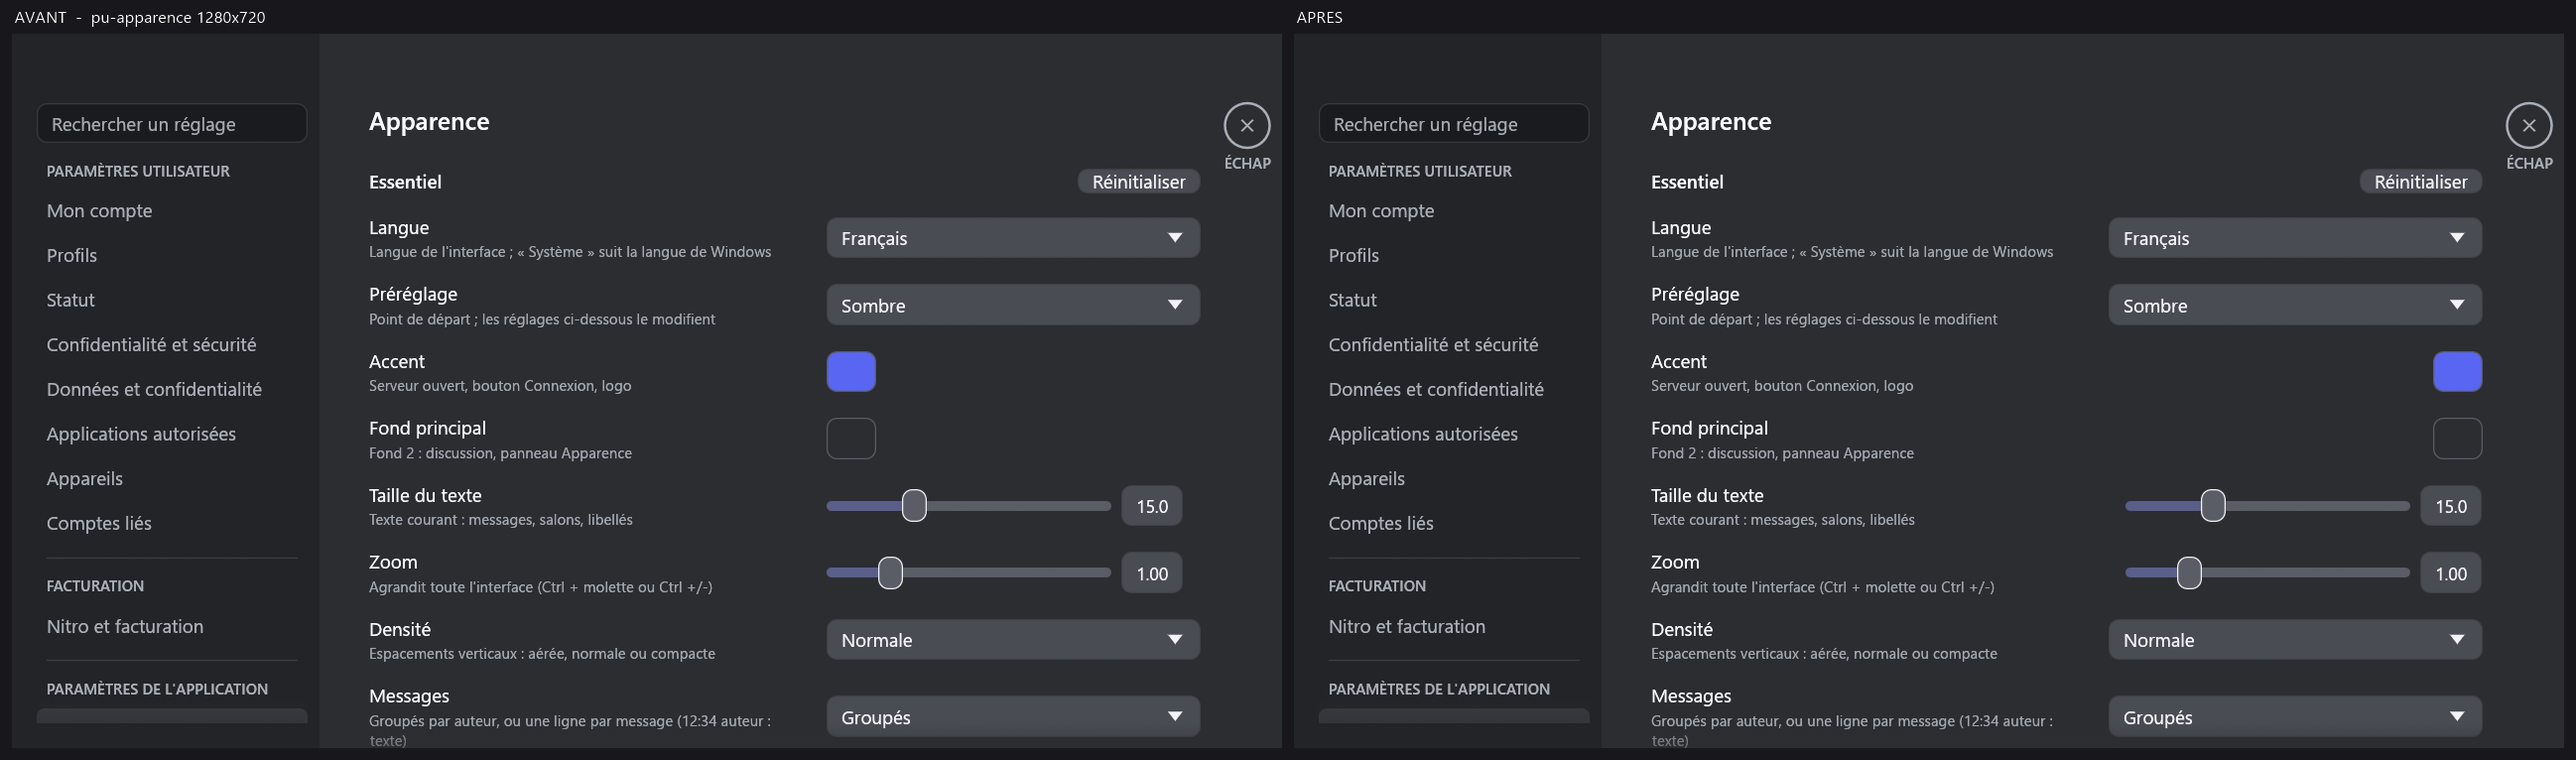 AVANT - pu-apparence 1280x720
Rechercher un réglage
PARAMÈTRES UTILISATEUR
Mon compte
Profils
Statut
Confidentialité et sécurité
Données et confidentialité
Applications autorisées
Appareils
Comptes liés
FACTURATION
Nitro et facturation
PARAMÈTRES DE L'APPLICATION
Apparence
ÉCHAP
Essentiel
Réinitialiser
Langue
Langue de l'interface ; « Système » suit la langue de Windows
Français
Préréglage
Point de départ ; les réglages ci-dessous le modifient
Sombre
Accent
Serveur ouvert, bouton Connexion, logo
Fond principal
Fond 2 : discussion, panneau Apparence
Taille du texte
Texte courant : messages, salons, libellés
15.0
Zoom
Agrandit toute l'interface (Ctrl + molette ou Ctrl +/-)
1.00
Densité
Espacements verticaux : aérée, normale ou compacte
Normale
Messages
Groupés par auteur, ou une ligne par message (12:34 auteur :
texte)
Groupés
APRES
Rechercher un réglage
PARAMÈTRES UTILISATEUR
Mon compte
Profils
Statut
Confidentialité et sécurité
Données et confidentialité
Applications autorisées
Appareils
Comptes liés
FACTURATION
Nitro et facturation
PARAMÈTRES DE L'APPLICATION
Apparence
ÉCHAP
Essentiel
Réinitialiser
Langue
Langue de l'interface ; « Système » suit la langue de Windows
Français
Préréglage
Point de départ ; les réglages ci-dessous le modifient
Sombre
Accent
Serveur ouvert, bouton Connexion, logo
Fond principal
Fond 2 : discussion, panneau Apparence
Taille du texte
Texte courant : messages, salons, libellés
15.0
Zoom
Agrandit toute l'interface (Ctrl + molette ou Ctrl +/-)
1.00
Densité
Espacements verticaux : aérée, normale ou compacte
Normale
Messages
Groupés par auteur, ou une ligne par message (12:34 auteur :
texte)
Groupés